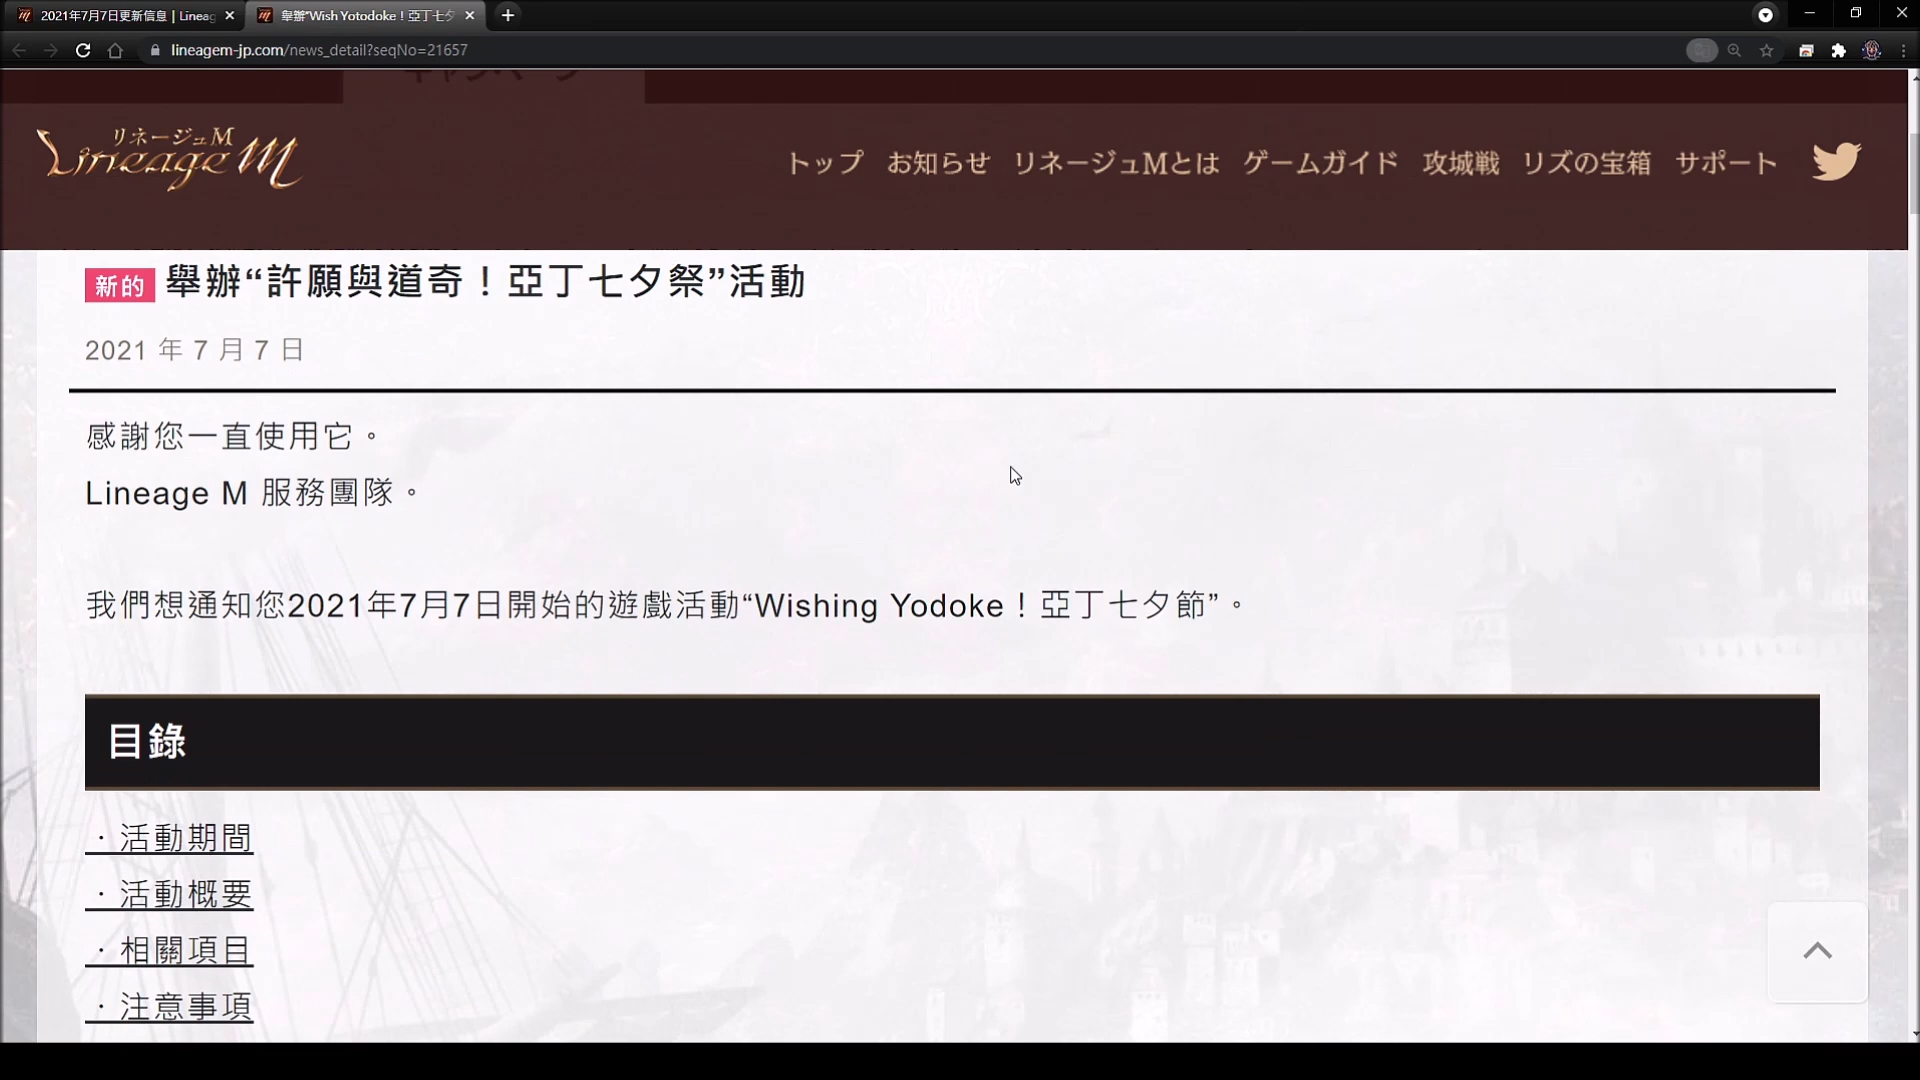 2021年7月7日更新信息 | Lineag
舉辦“Wish Yotodoke！亞丁七夕
lineagem-jp.com/news_detail?seqNo=21657
リネージュM
Lineage M
トップ お知らせ リネージュMとは ゲームガイド 攻城戦 リズの宝箱 サポート
新的 舉辦“許願與道奇！亞丁七夕祭”活動
2021 年 7 月 7 日
感謝您一直使用它。
Lineage M 服務團隊。
我們想通知您2021年7月7日開始的遊戲活動“Wishing Yodoke！亞丁七夕節”。
目錄
・活動期間
・活動概要
・相關項目
・注意事項